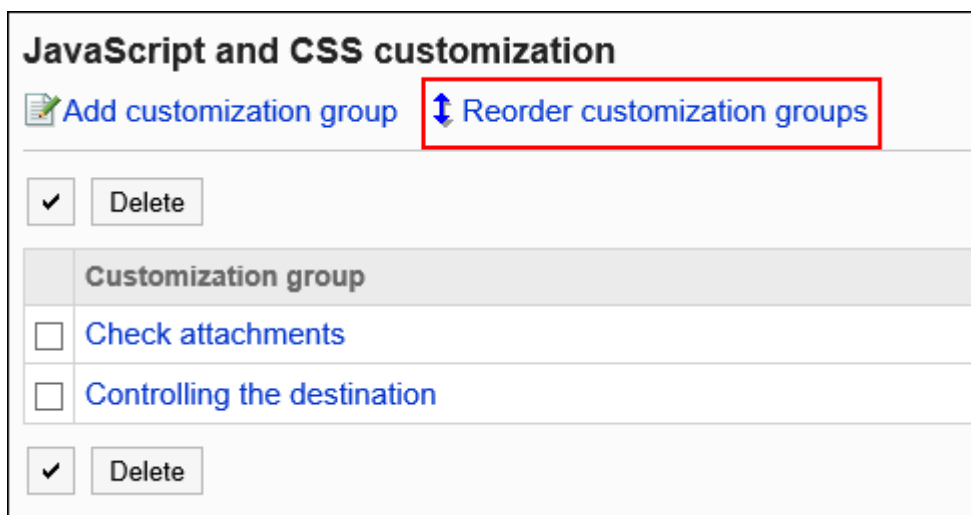 JavaScript and CSS customization
Add customization group Reorder customization groups
Delete
Customization group
Check attachments
Controlling the destination
Delete